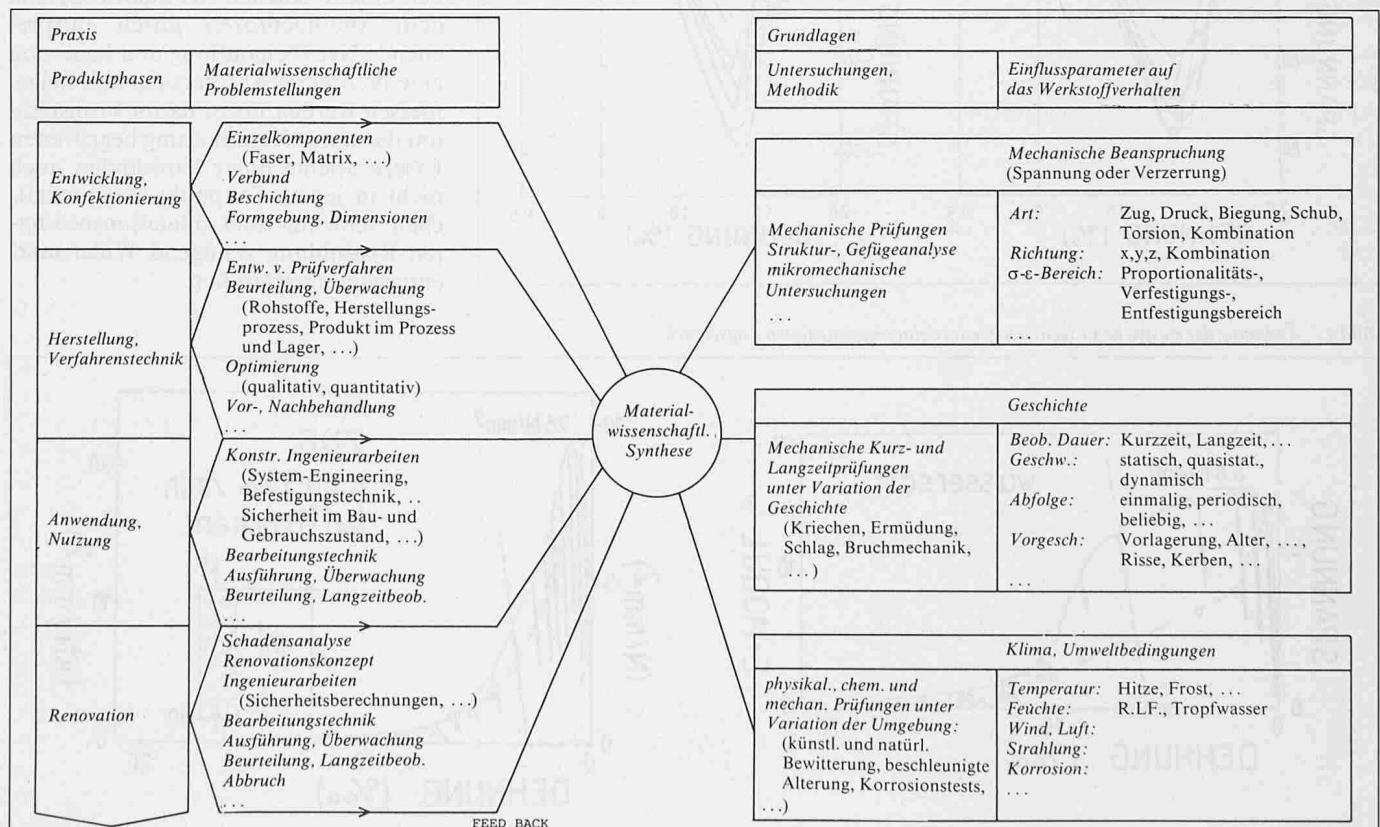 Praxis
Produktphasen
Materialwissenschaftliche
Problemstellungen
Entwicklung,
Konfektionierung
Einzelkomponenten
(Faser, Matrix, . . .)
Verbund
Beschichtung
Formgebung, Dimensionen
. . .
Herstellung,
Verfahrenstechnik
Entw. v. Prüfverfahren
Beurteilung, Überwachung
(Rohstoffe, Herstellungs-
prozess, Produkt im Prozess
und Lager, . . .)
Optimierung
(qualitativ, quantitativ)
Vor-, Nachbehandlung
. . .
Anwendung,
Nutzung
Konstr. Ingenieurarbeiten
(System-Engineering,
Befestigungstechnik, . .
Sicherheit im Bau- und
Gebrauchszustand, . . .)
Bearbeitungstechnik
Ausführung, Überwachung
Beurteilung, Langzeitbeob.
. . .
Renovation
Schadensanalyse
Renovationskonzept
Ingenieurarbeiten
(Sicherheitsberechnungen, . . .)
Bearbeitungstechnik
Ausführung, Überwachung
Beurteilung, Langzeitbeob.
Abbruch
. . .
FEED BACK
Material-
wissenschaftl.
Synthese
Grundlagen
Untersuchungen,
Methodik
Einflussparameter auf
das Werkstoffverhalten
Mechanische Beanspruchung
(Spannung oder Verzerrung)
Mechanische Prüfungen
Struktur-, Gefügeanalyse
mikromechanische
Untersuchungen
. . .
Art: Zug, Druck, Biegung, Schub,
Torsion, Kombination
Richtung: x,y,z, Kombination
σ-ε-Bereich: Proportionalitäts-,
Verfestigungs-,
Entfestigungsbereich
. . .
Geschichte
Mechanische Kurz- und
Langzeitprüfungen
unter Variation der
Geschichte
(Kriechen, Ermüdung,
Schlag, Bruchmechanik,
. . .)
Beob. Dauer: Kurzzeit, Langzeit, . . .
Geschw.: statisch, quasistat.,
dynamisch
Abfolge: einmalig, periodisch,
beliebig, . . .
Vorgesch: Vorlagerung, Alter, . . . . ,
Risse, Kerben, . . .
. . .
Klima, Umweltbedingungen
physikal., chem. und
mechan. Prüfungen unter
Variation der Umgebung:
(künstl. und natürl.
Bewitterung, beschleunigte
Alterung, Korrosionstests,
. . .)
Temperatur: Hitze, Frost, . . .
Feuchte: R.LF., Tropfwasser
Wind, Luft:
Strahlung:
Korrosion:
. . .